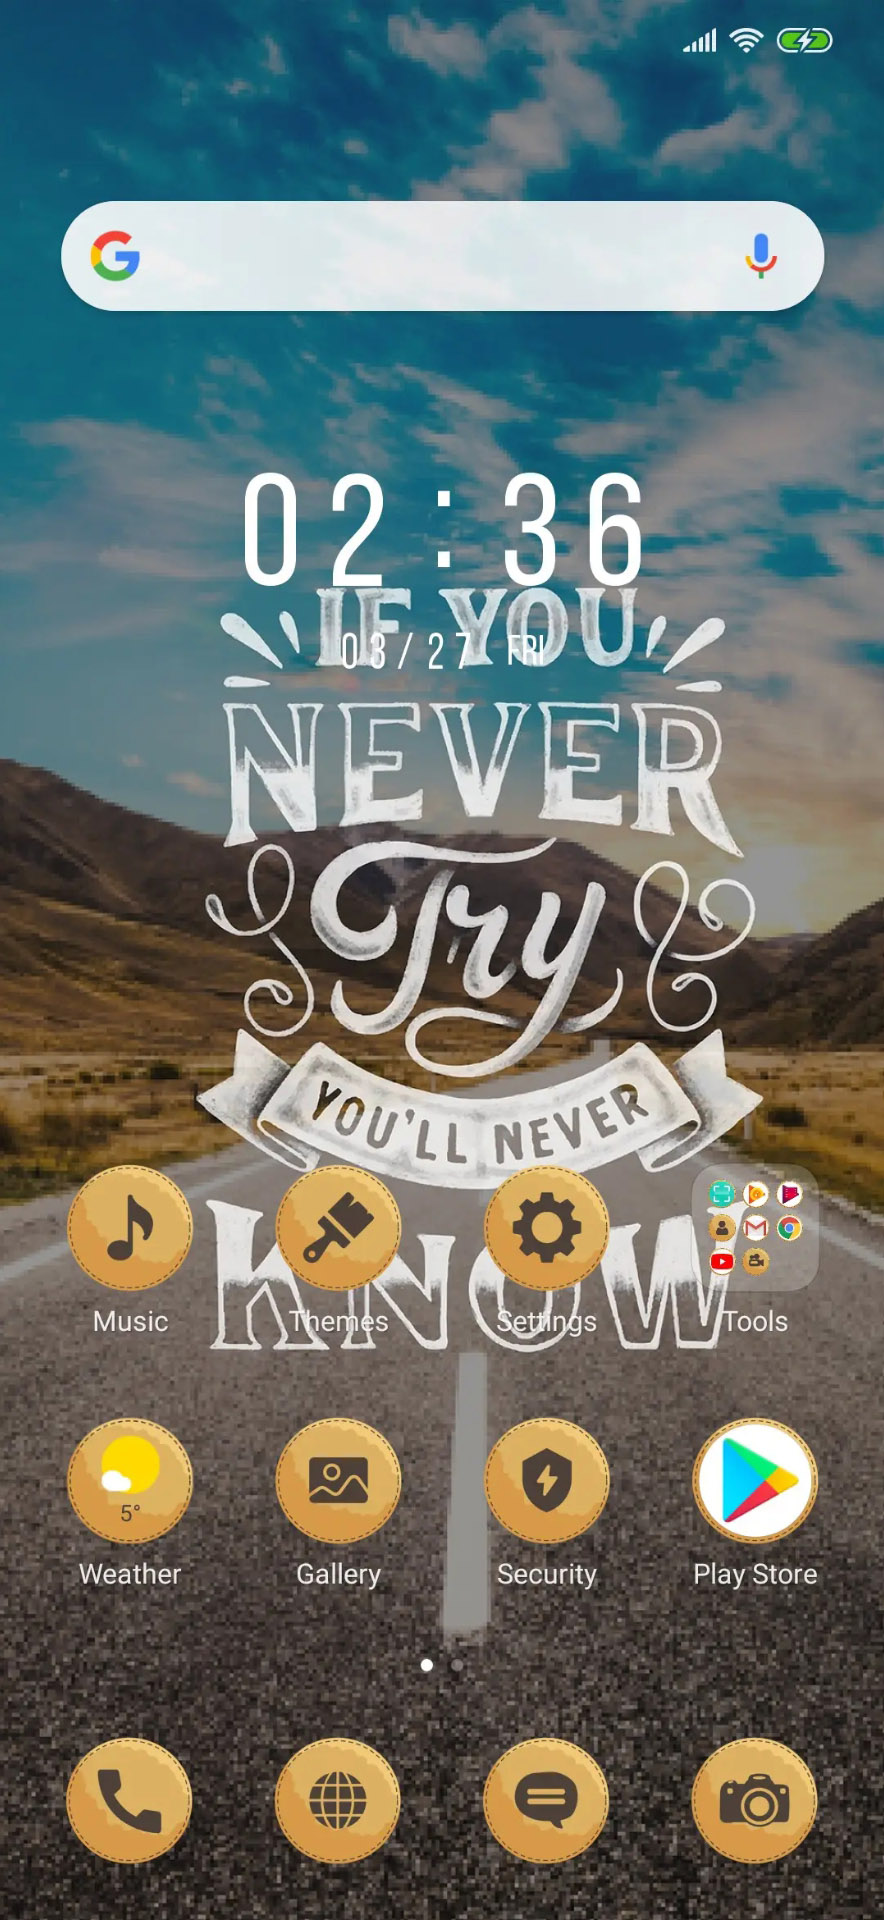 02:36
IF YOU
03/27 FRI
NEVER
Try
YOU'LL NEVER
KNOW
Music Themes Settings Tools
5°
Weather Gallery Security Play Store